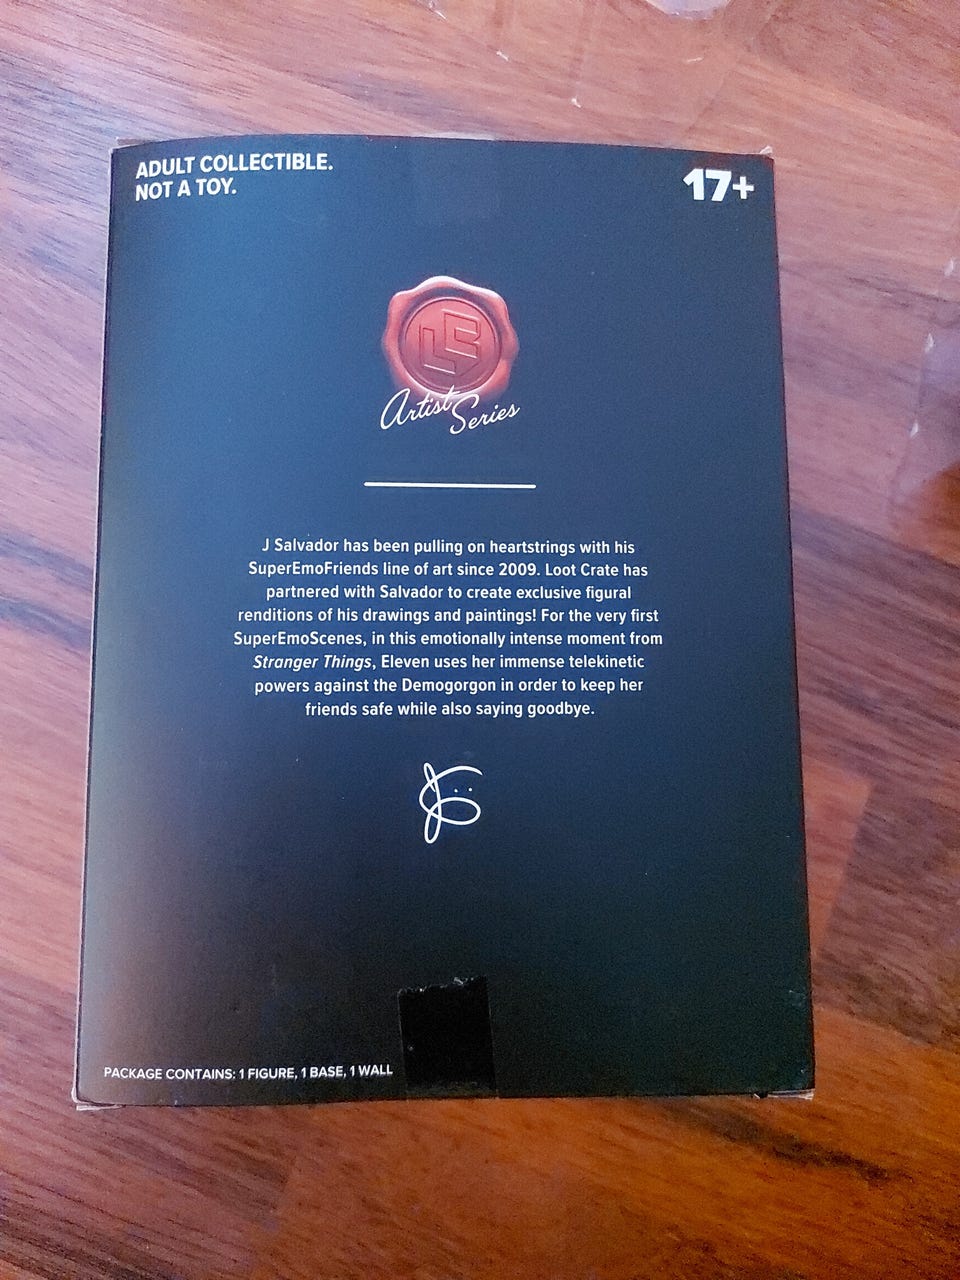 ADULT COLLECTIBLE.
NOT A TOY.
17+
Artist Series
J Salvador has been pulling on heartstrings with his
SuperEmoFriends line of art since 2009. Loot Crate has
partnered with Salvador to create exclusive figural
renditions of his drawings and paintings! For the very first
SuperEmoScenes, in this emotionally intense moment from
Stranger Things, Eleven uses her immense telekinetic
powers against the Demogorgon in order to keep her
friends safe while also saying goodbye.
PACKAGE CONTAINS: 1 FIGURE, 1 BASE, 1 WALL